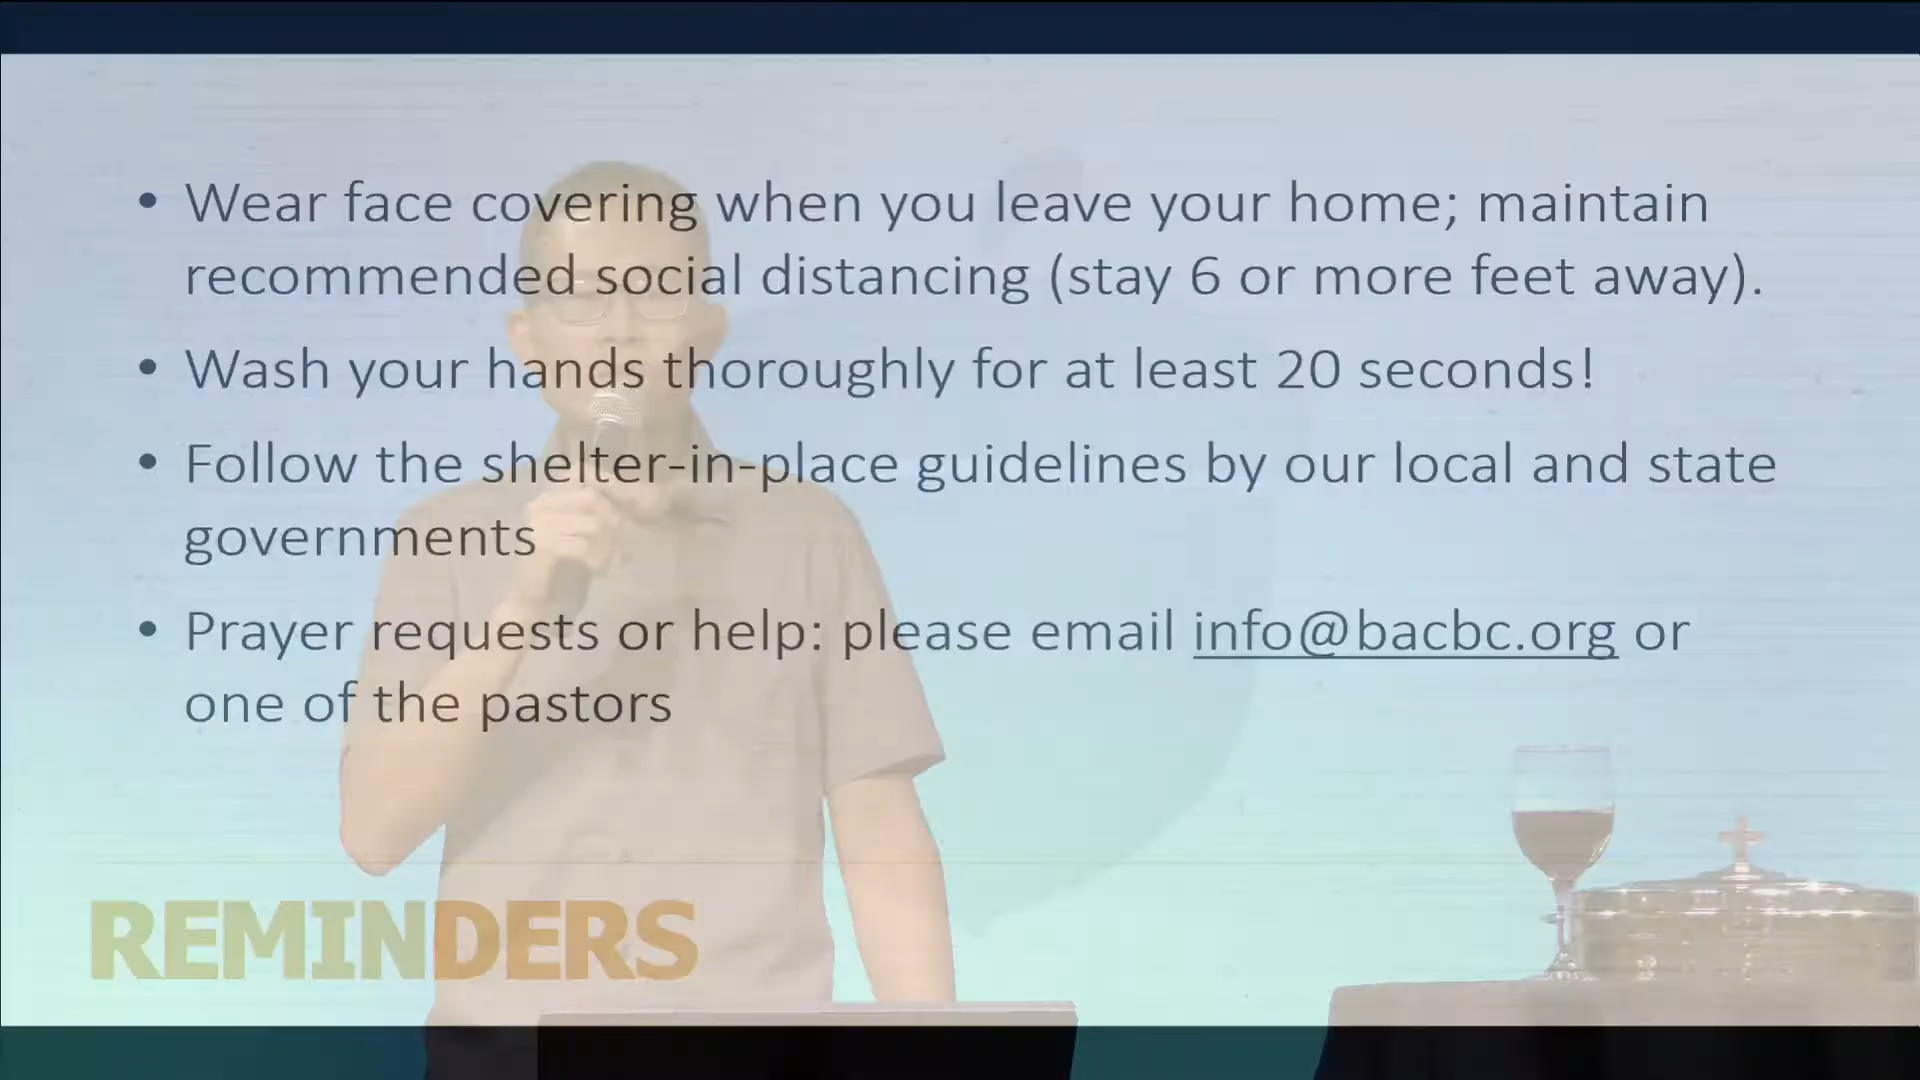 • Wear face covering when you leave your home; maintain
recommended social distancing (stay 6 or more feet away).
• Wash your hands thoroughly for at least 20 seconds!
• Follow the shelter-in-place guidelines by our local and state
governments
• Prayer requests or help: please email info@bacbc.org or
one of the pastors
REMINDERS